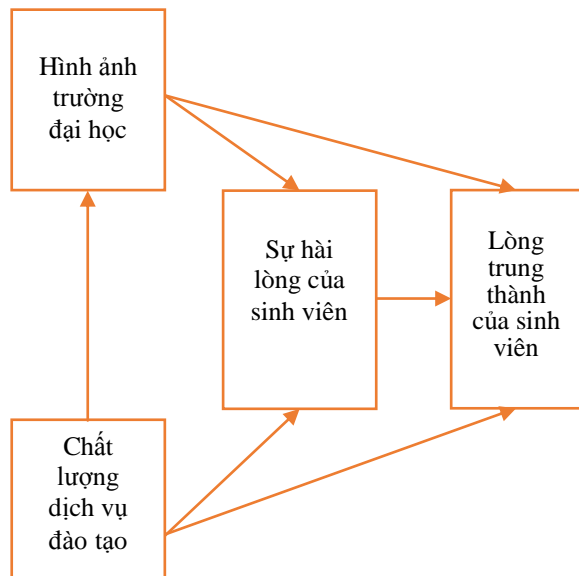 Hình ảnh
trường
đại học
Sự hài
lòng của
sinh viên
Lòng
trung
thành
của sinh
viên
Chất
lượng
dịch vụ
đào tạo